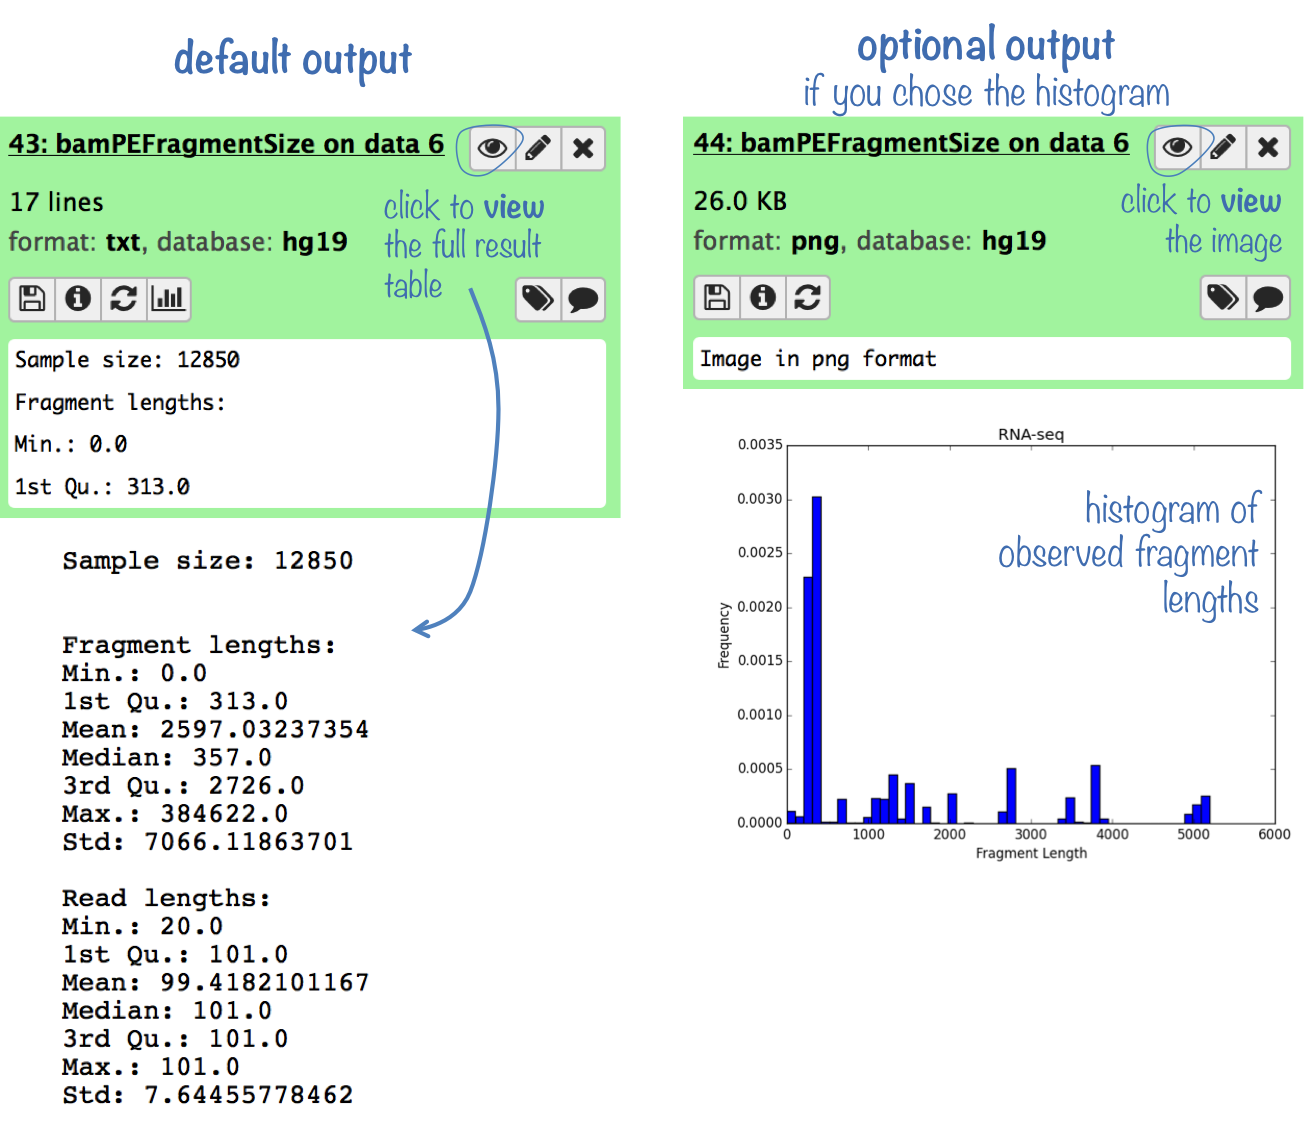 default output
43: bamPEFragmentSize on data 6
17 lines
format: txt, database: hg19
click to view
the full result
table
Sample size: 12850
Fragment lengths:
Min.: 0.0
1st Qu.: 313.0
Sample size: 12850
Fragment lengths:
Min.: 0.0
1st Qu.: 313.0
Mean: 2597.03237354
Median: 357.0
3rd Qu.: 2726.0
Max.: 384622.0
Std: 7066.11863701
Read lengths:
Min.: 20.0
1st Qu.: 101.0
Mean: 99.4182101167
Median: 101.0
3rd Qu.: 101.0
Max.: 101.0
Std: 7.64455778462
optional output
if you chose the histogram
44: bamPEFragmentSize on data 6
26.0 KB
format: png, database: hg19
click to view
the image
Image in png format
RNA-seq
histogram of
observed fragment
lengths
Frequency
0.0035
0.0030
0.0025
0.0020
0.0015
0.0010
0.0005
0.0000
0 1000 2000 3000 4000 5000 6000
Fragment Length